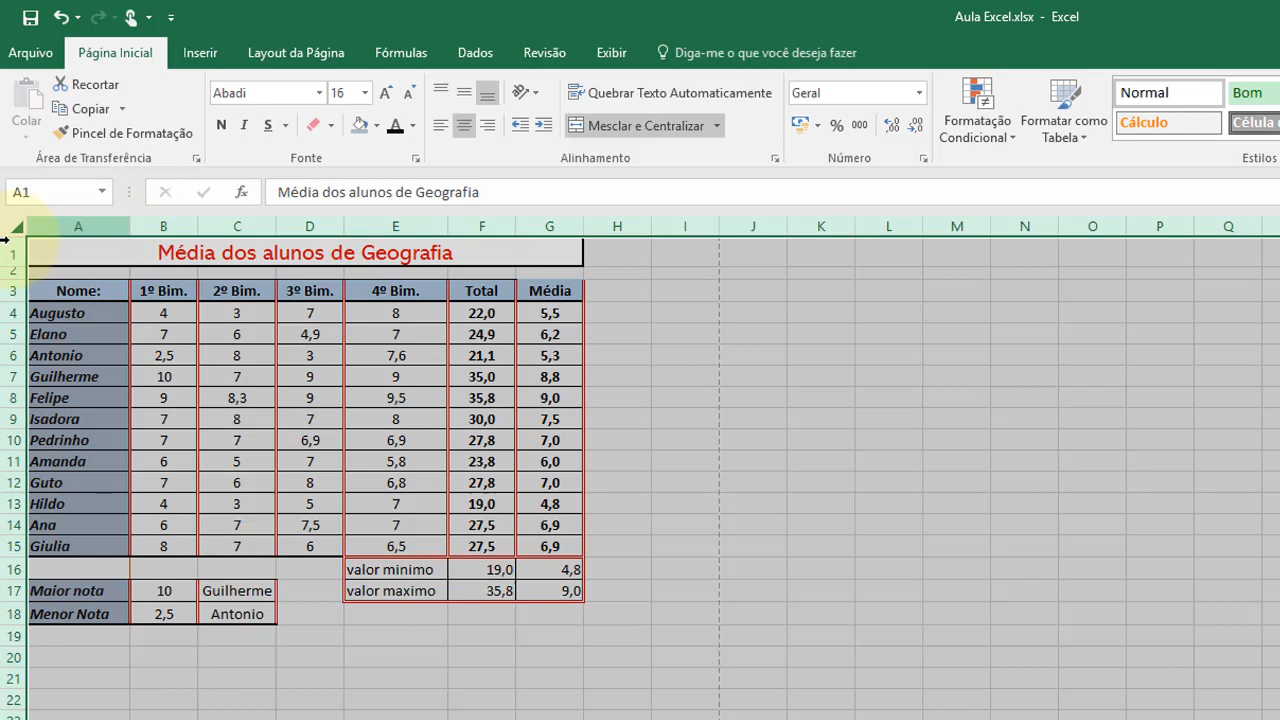 Aula Excel.xlsx - Excel
Arquivo Página Inicial Inserir Layout da Página Fórmulas Dados Revisão Exibir Diga-me o que você deseja fazer
Colar
Recortar
Copiar
Pincel de Formatação
Área de Transferência
Abadi 16
N I S A
Fonte
Quebrar Texto Automaticamente
Mesclar e Centralizar
Alinhamento
Geral
% 000
Número
Formatação Condicional
Formatar como Tabela
Normal Bom
Cálculo Célula d
Estilos
A1 fx Média dos alunos de Geografia
A B C D E F G H I J K L M N O P Q
1 Média dos alunos de Geografia
2
3 Nome: 1º Bim. 2º Bim. 3º Bim. 4º Bim. Total Média
4 Augusto 4 3 7 8 22,0 5,5
5 Elano 7 6 4,9 7 24,9 6,2
6 Antonio 2,5 8 3 7,6 21,1 5,3
7 Guilherme 10 7 9 9 35,0 8,8
8 Felipe 9 8,3 9 9,5 35,8 9,0
9 Isadora 7 8 7 8 30,0 7,5
10 Pedrinho 7 7 6,9 6,9 27,8 7,0
11 Amanda 6 5 7 5,8 23,8 6,0
12 Guto 7 6 8 6,8 27,8 7,0
13 Hildo 4 3 5 7 19,0 4,8
14 Ana 6 7 7,5 7 27,5 6,9
15 Giulia 8 7 6 6,5 27,5 6,9
16 valor minimo 19,0 4,8
17 Maior nota 10 Guilherme valor maximo 35,8 9,0
18 Menor Nota 2,5 Antonio
19
20
21
22